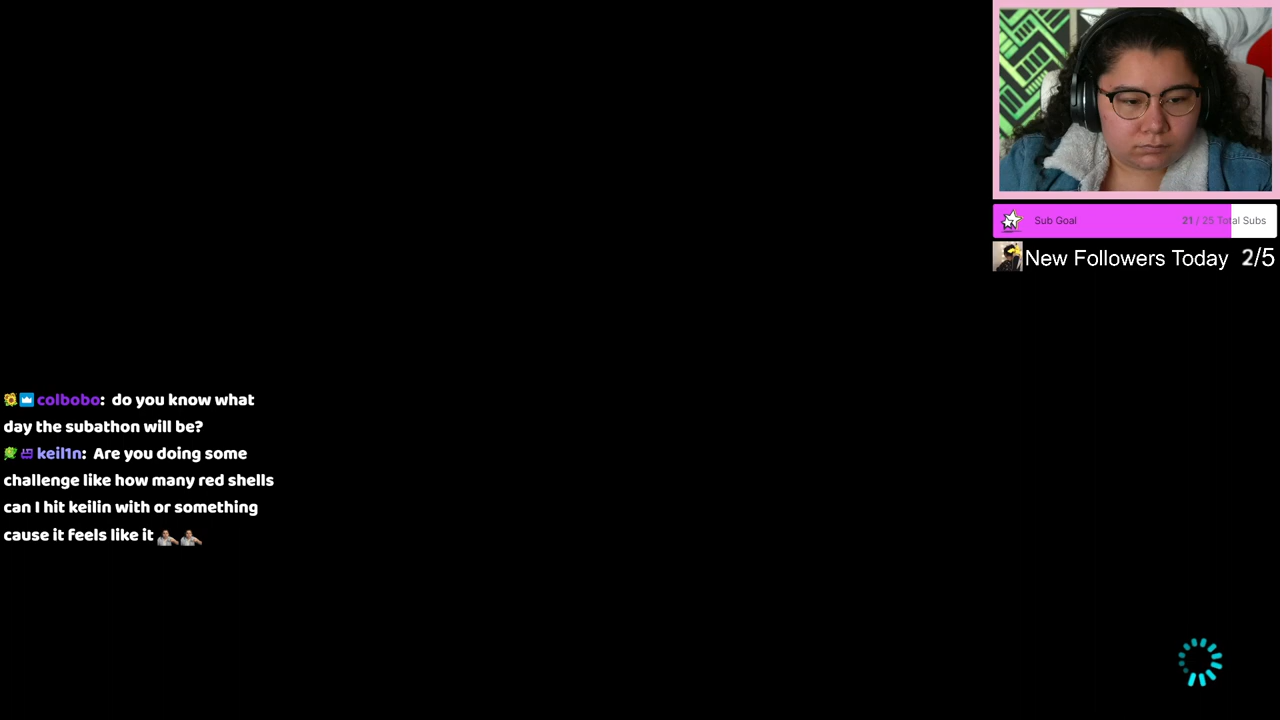 Sub Goal 21 / 25 Total Subs
New Followers Today 2/5
colbobo: do you know what
day the subathon will be?
keil1n: Are you doing some
challenge like how many red shells
can I hit keilin with or something
cause it feels like it